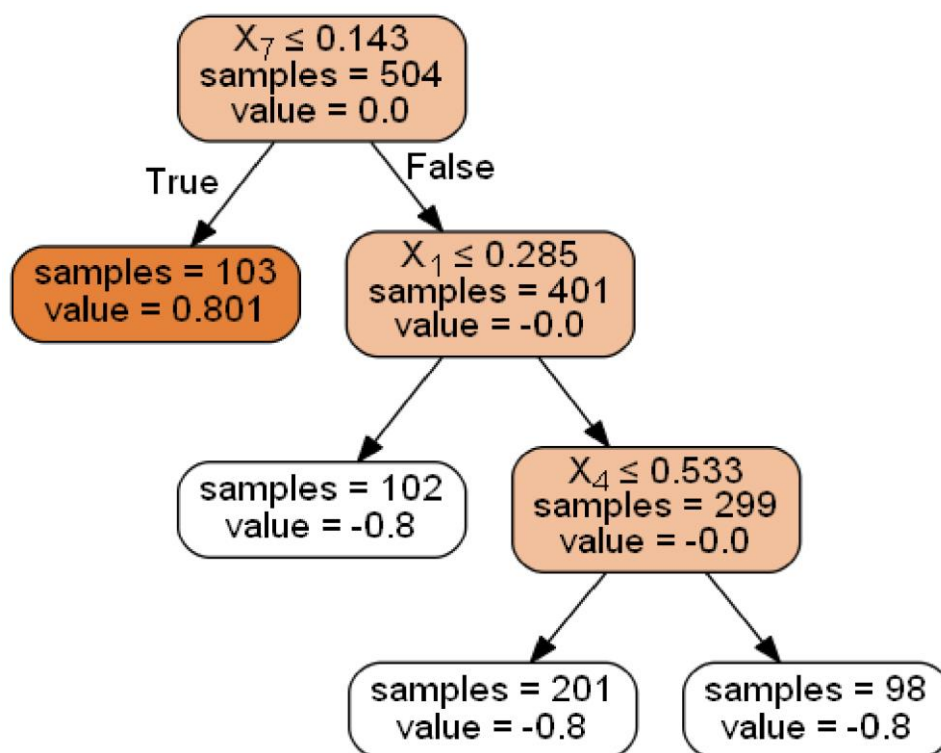 X₇ ≤ 0.143
samples = 504
value = 0.0
True
False
samples = 103
value = 0.801
X₁ ≤ 0.285
samples = 401
value = -0.0
samples = 102
value = -0.8
X₄ ≤ 0.533
samples = 299
value = -0.0
samples = 201
value = -0.8
samples = 98
value = -0.8